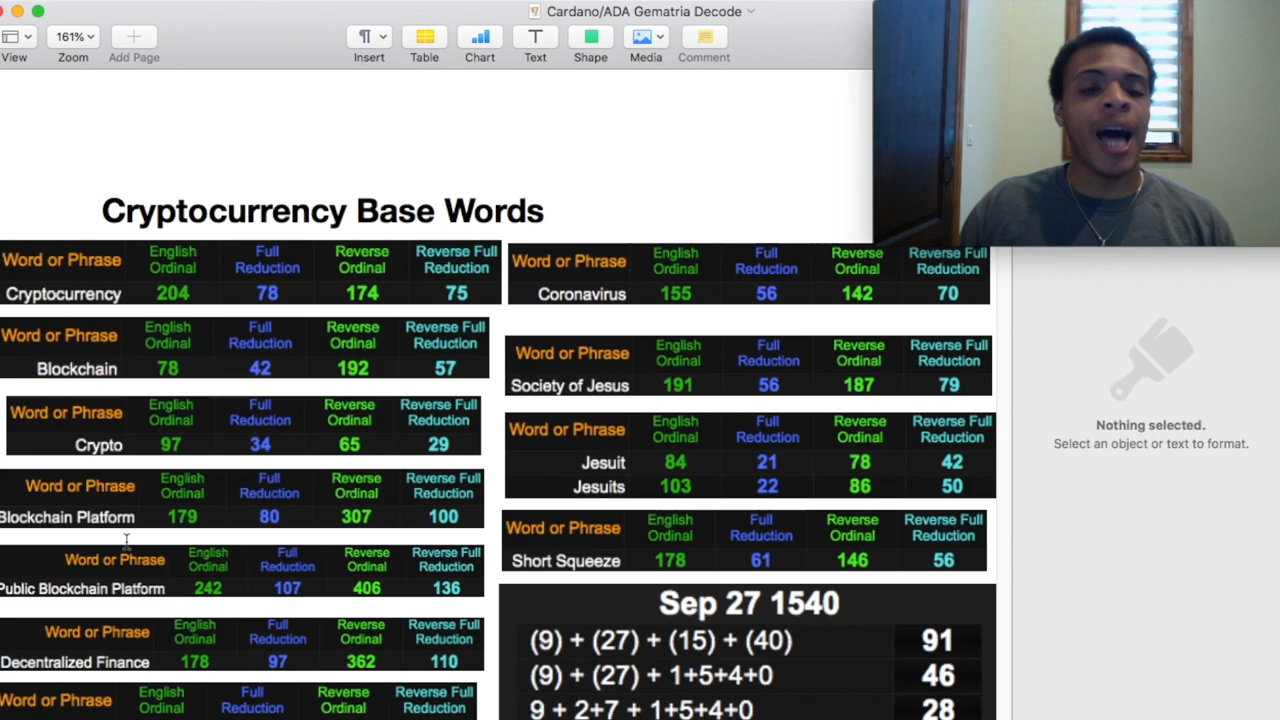 Cardano/ADA Gematria Decode
161%
View
Zoom
Add Page
Insert
Table
Chart
Text
Shape
Media
Comment
Cryptocurrency Base Words
Word or Phrase English Ordinal Full Reduction Reverse Ordinal Reverse Full Reduction
Cryptocurrency 204 78 174 75
Word or Phrase English Ordinal Full Reduction Reverse Ordinal Reverse Full Reduction
Blockchain 78 42 192 57
Word or Phrase English Ordinal Full Reduction Reverse Ordinal Reverse Full Reduction
Crypto 97 34 65 29
Word or Phrase English Ordinal Full Reduction Reverse Ordinal Reverse Full Reduction
Blockchain Platform 179 80 307 100
Word or Phrase English Ordinal Full Reduction Reverse Ordinal Reverse Full Reduction
Public Blockchain Platform 242 107 406 136
Word or Phrase English Ordinal Full Reduction Reverse Ordinal Reverse Full Reduction
Decentralized Finance 178 97 362 110
Word or Phrase English Ordinal Full Reduction Reverse Ordinal Reverse Full Reduction
Word or Phrase English Ordinal Full Reduction Reverse Ordinal Reverse Full Reduction
Coronavirus 155 56 142 70
Word or Phrase English Ordinal Full Reduction Reverse Ordinal Reverse Full Reduction
Society of Jesus 191 56 187 79
Word or Phrase English Ordinal Full Reduction Reverse Ordinal Reverse Full Reduction
Jesuit 84 21 78 42
Jesuits 103 22 86 50
Word or Phrase English Ordinal Full Reduction Reverse Ordinal Reverse Full Reduction
Short Squeeze 178 61 146 56
Sep 27 1540
(9) + (27) + (15) + (40) 91
(9) + (27) + 1+5+4+0 46
9 + 2+7 + 1+5+4+0 28
Nothing selected.
Select an object or text to format.